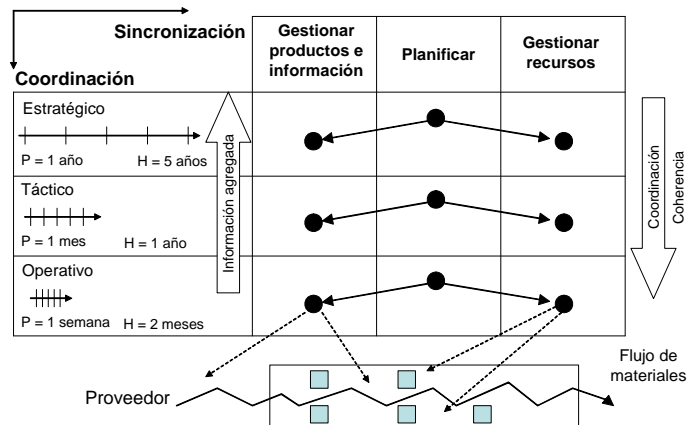 Sincronización
Coordinación
Gestionar
productos e
información
Planificar
Gestionar
recursos
Estratégico
P = 1 año H = 5 años
Táctico
P = 1 mes H = 1 año
Operativo
P = 1 semana H = 2 meses
Información agregada
Coordinación
Coherencia
Proveedor
Flujo de
materiales